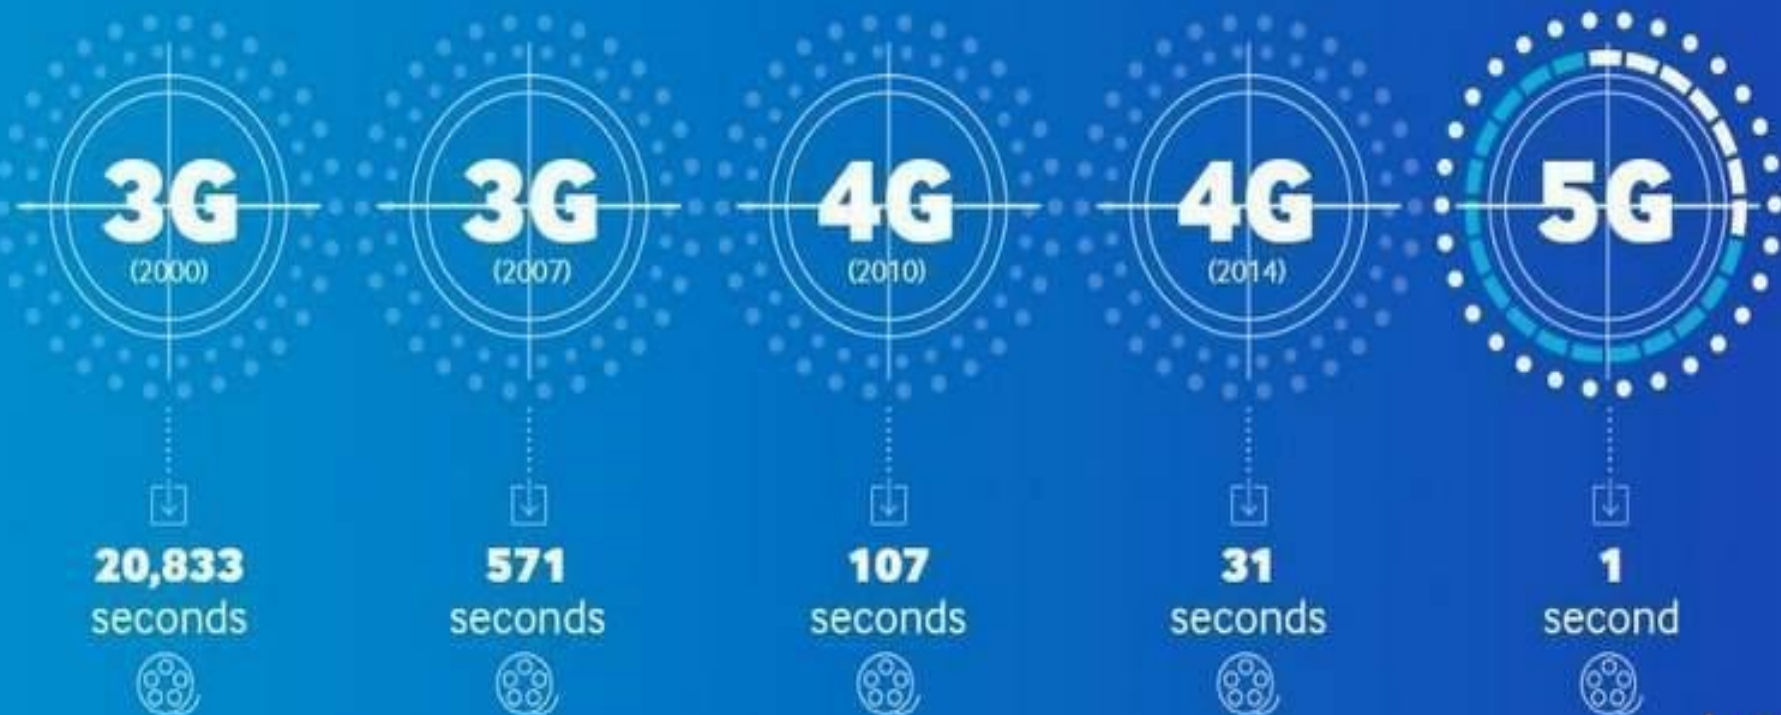 3G
(2000)
20,833
seconds
3G
(2007)
571
seconds
4G
(2010)
107
seconds
4G
(2014)
31
seconds
5G
1
second